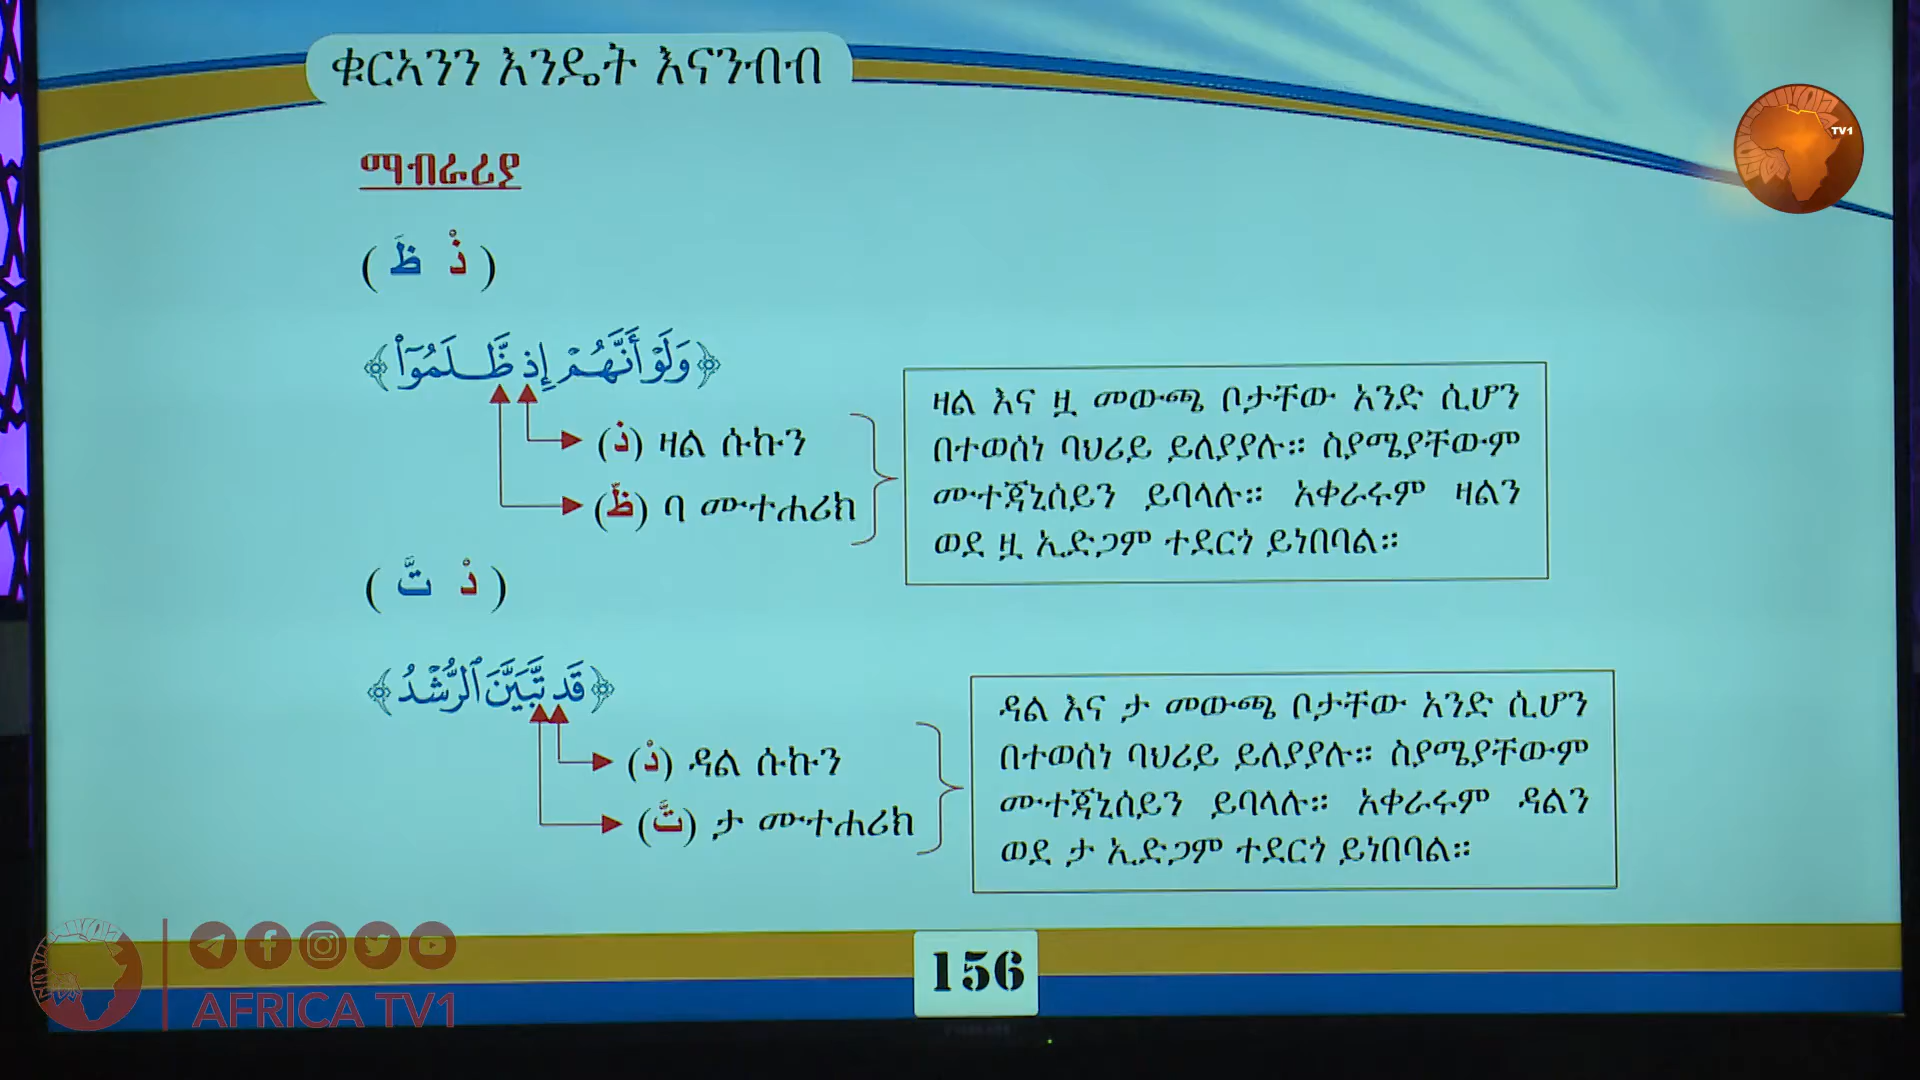 ቁርኣንን እንዴት እናንብብ
TV1
ማብራሪያ
( ذْ ظَ )
﴿وَلَوْ أَنَّهُمْ إِذ ظَّلَمُوٓا۟﴾
(ذ) ዛል ሱኩን
(ظَّ) ባ ሙተሐሪክ
ዛል እና ዟ መውጫ ቦታቸው አንድ ሲሆን
በተወሰነ ባህሪይ ይለያያሉ። ስያሜያቸውም
ሙተጃኒሰይን ይባላሉ። አቀራሩም ዛልን
ወደ ዟ ኢድጋም ተደርጎ ይነበባል።
( دْ تَّ )
﴿قَد تَّبَيَّنَ ٱلرُّشْدُ﴾
(دْ) ዳል ሱኩን
(تَّ) ታ ሙተሐሪክ
ዳል እና ታ መውጫ ቦታቸው አንድ ሲሆን
በተወሰነ ባህሪይ ይለያያሉ። ስያሜያቸውም
ሙተጃኒሰይን ይባላሉ። አቀራሩም ዳልን
ወደ ታ ኢድጋም ተደርጎ ይነበባል።
156
AFRICA TV1